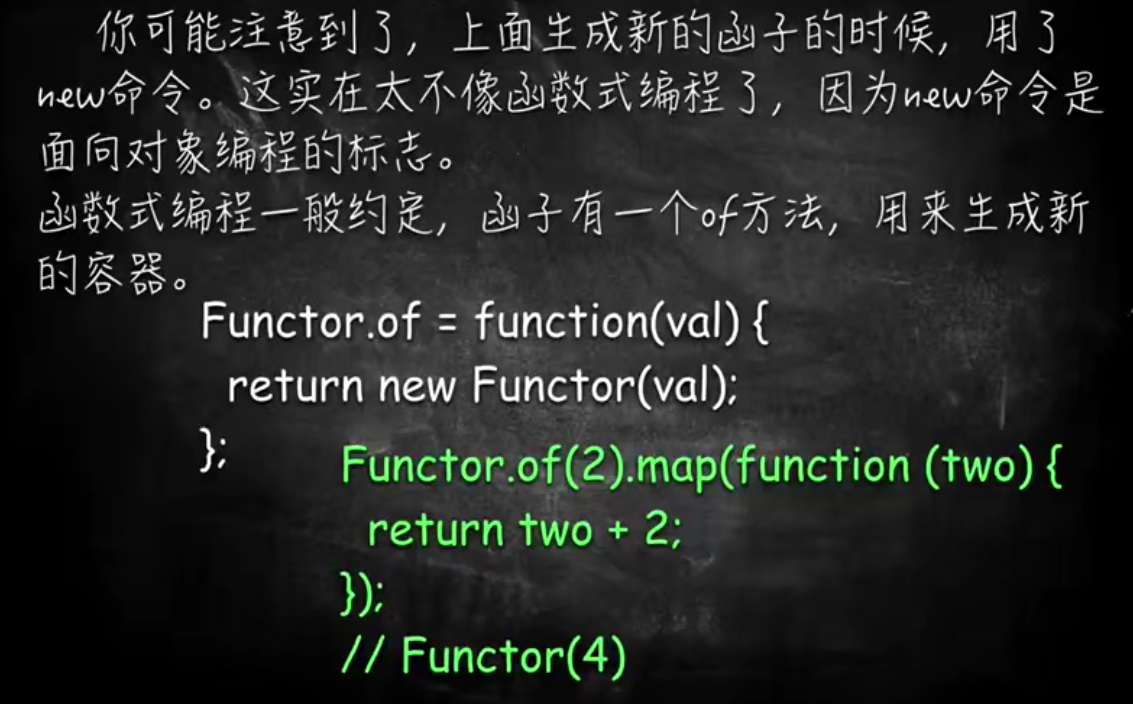 你可能注意到了，上面生成新的函子的时候，用了
new命令。这实在太不像函数式编程了，因为new命令是
面向对象编程的标志。
函数式编程一般约定，函子有一个of方法，用来生成新
的容器。
Functor.of = function(val) {
return new Functor(val);
};
Functor.of(2).map(function (two) {
return two + 2;
});
// Functor(4)